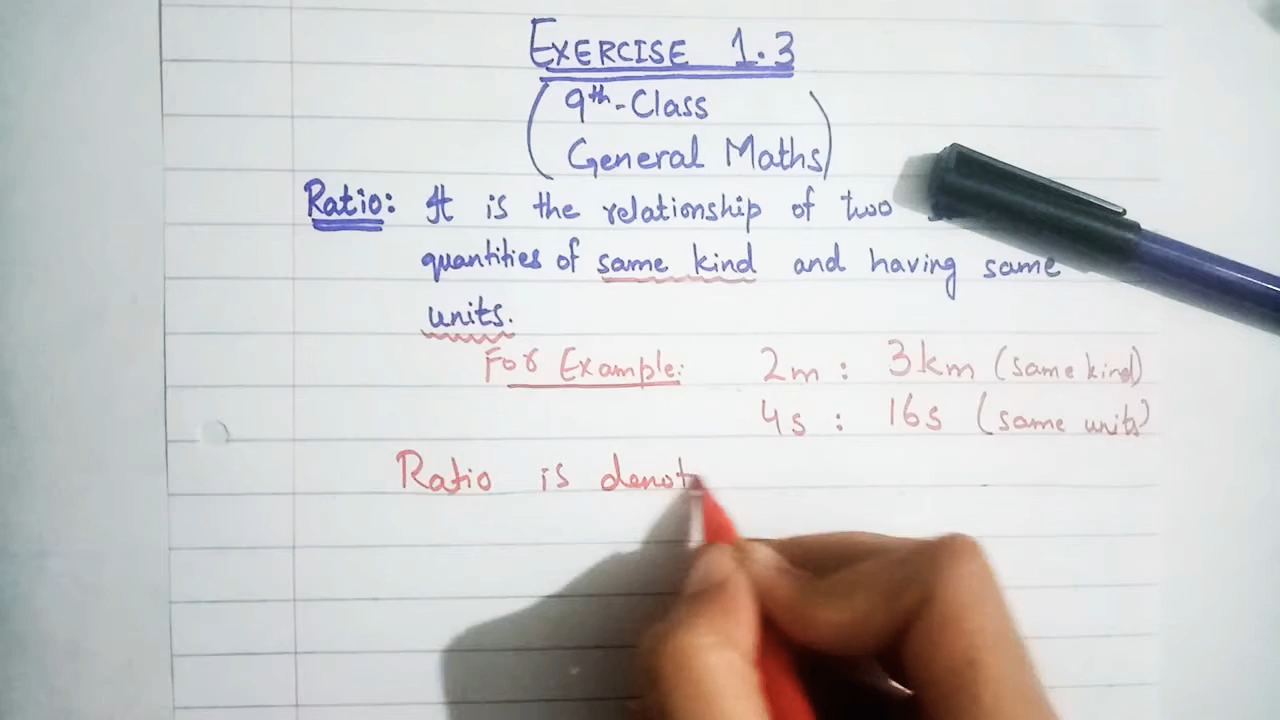 EXERCISE 1.3
(9th-Class
General Maths)
Ratio: It is the relationship of two
quantities of same kind and having same
units.
For Example: 2m : 3km (same kind)
4s : 16s (same units)
Ratio is denot